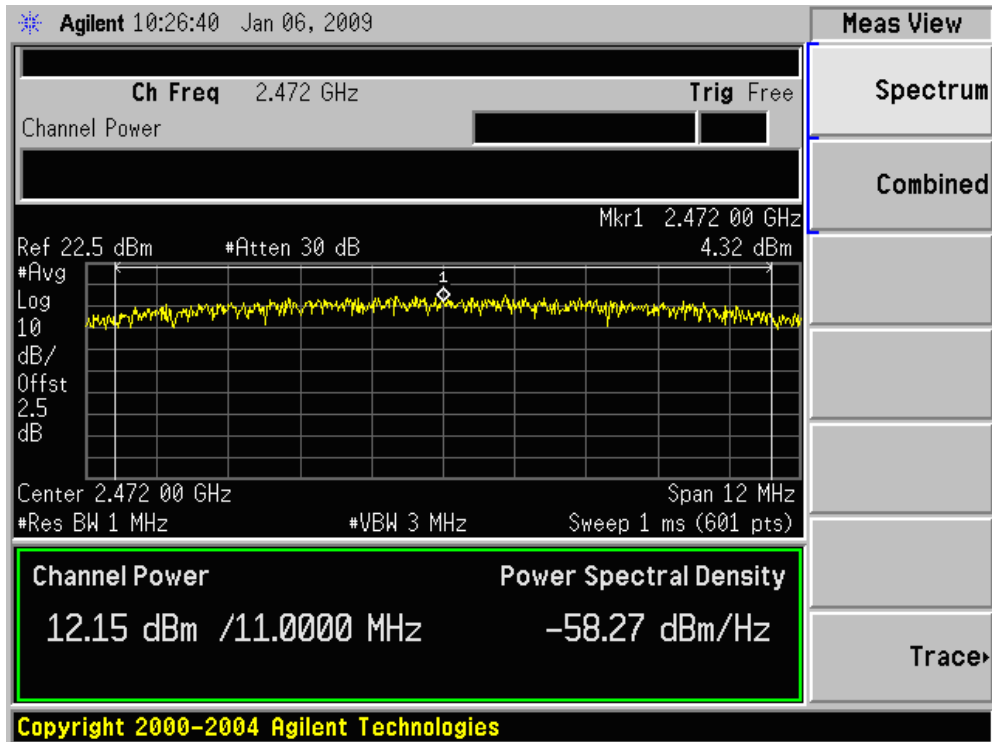 Agilent 10:26:40 Jan 06, 2009
Meas View
Ch Freq 2.472 GHz
Trig Free
Channel Power
Mkr1 2.472 00 GHz
Ref 22.5 dBm #Atten 30 dB 4.32 dBm
#Avg
Log
10
dB/
Offst
2.5
dB
1
Center 2.472 00 GHz Span 12 MHz
#Res BW 1 MHz #VBW 3 MHz Sweep 1 ms (601 pts)
Channel Power Power Spectral Density
12.15 dBm /11.0000 MHz -58.27 dBm/Hz
Copyright 2000-2004 Agilent Technologies
Spectrum
Combined
Trace